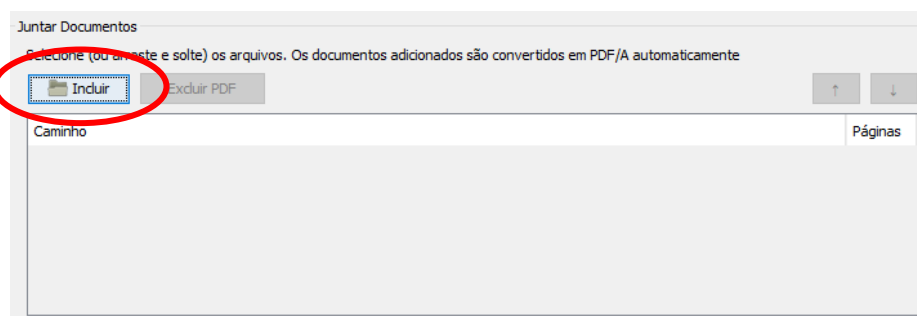 Juntar Documentos
Selecione (ou arraste e solte) os arquivos. Os documentos adicionados são convertidos em PDF/A automaticamente
Incluir Excluir PDF ↑ ↓
Caminho Páginas